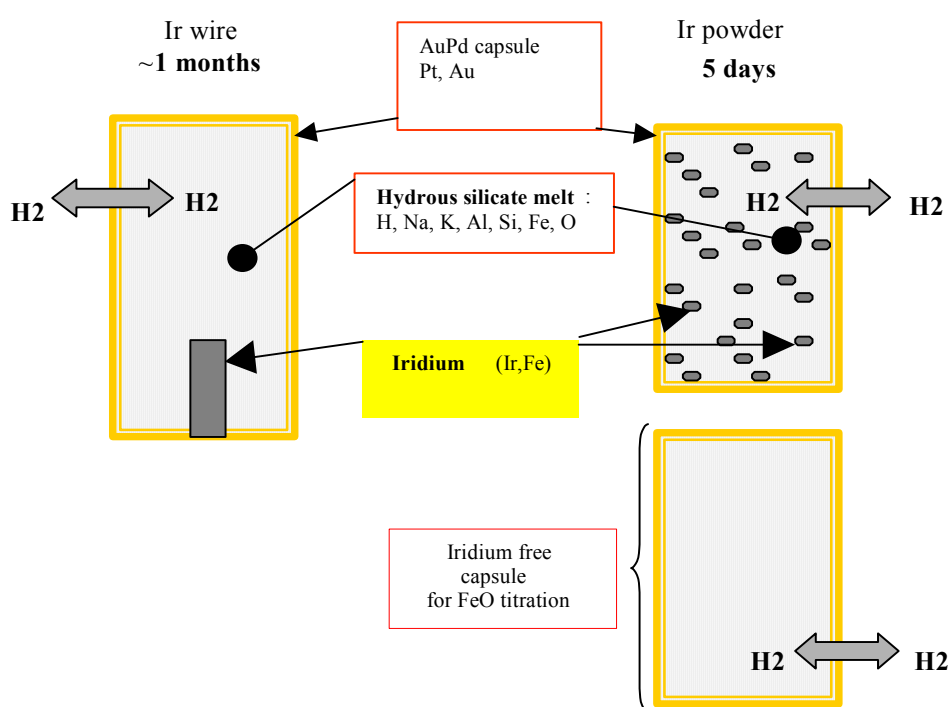 Ir wire
~1 months
AuPd capsule
Pt, Au
Ir powder
5 days
H2
H2
Hydrous silicate melt :
H, Na, K, Al, Si, Fe, O
H2
H2
Iridium (Ir,Fe)
Iridium free
capsule
for FeO titration
H2
H2